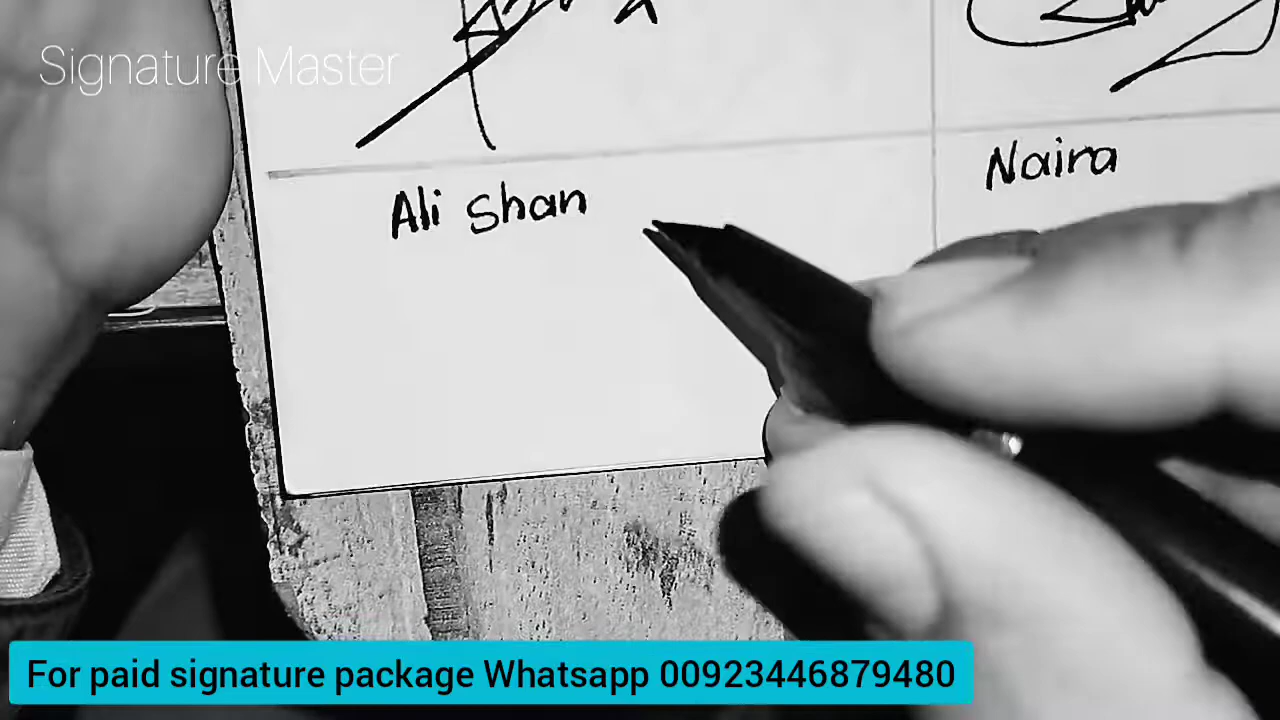 Signature Master
Ali Shan
Naira
For paid signature package Whatsapp 00923446879480